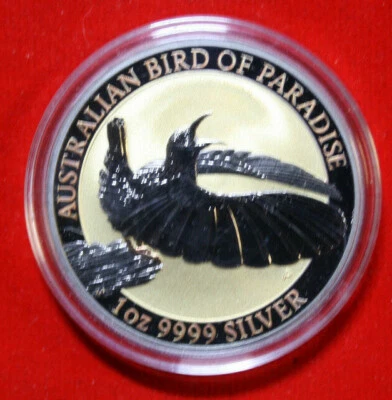 AUSTRALIAN BIRD OF PARADISE
1oz 9999 SILVER